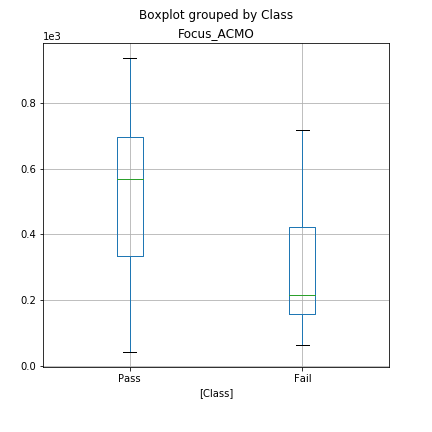 Boxplot grouped by Class
Focus_ACMO
1e3
0.8
0.6
0.4
0.2
0.0
Pass
Fail
[Class]